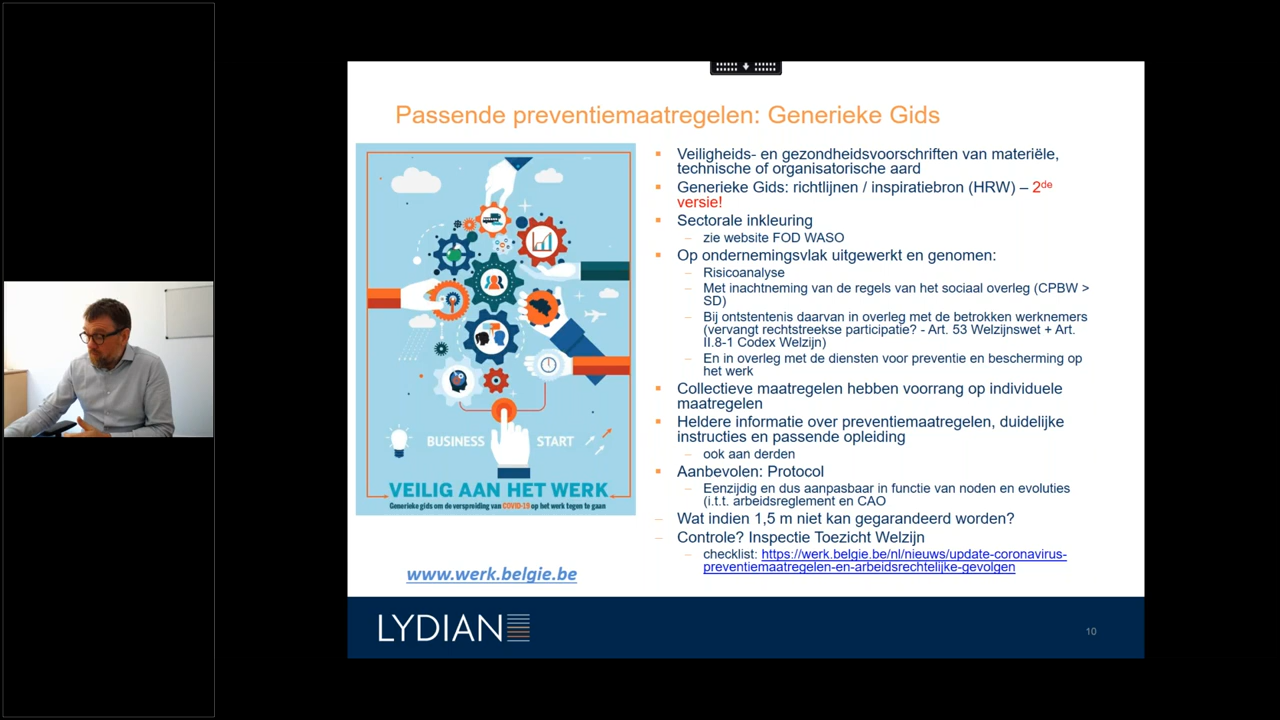 Passende preventiemaatregelen: Generieke Gids
BUSINESS START
VEILIG AAN HET WERK
Generieke gids om de verspreiding van COVID-19 op het werk tegen te gaan
www.werk.belgie.be
Veiligheids- en gezondheidsvoorschriften van materiële,
technische of organisatorische aard
Generieke Gids: richtlijnen / inspiratiebron (HRW) – 2de
versie!
Sectorale inkleuring
– zie website FOD WASO
Op ondernemingsvlak uitgewerkt en genomen:
– Risicoanalyse
– Met inachtneming van de regels van het sociaal overleg (CPBW >
SD)
– Bij ontstentenis daarvan in overleg met de betrokken werknemers
(vervangt rechtstreekse participatie? - Art. 53 Welzijnswet + Art.
II.8-1 Codex Welzijn)
– En in overleg met de diensten voor preventie en bescherming op
het werk
Collectieve maatregelen hebben voorrang op individuele
maatregelen
Heldere informatie over preventiemaatregelen, duidelijke
instructies en passende opleiding
– ook aan derden
Aanbevolen: Protocol
– Eenzijdig en dus aanpasbaar in functie van noden en evoluties
(i.t.t. arbeidsreglement en CAO
– Wat indien 1,5 m niet kan gegarandeerd worden?
– Controle? Inspectie Toezicht Welzijn
– checklist: https://werk.belgie.be/nl/nieuws/update-coronavirus-
preventiemaatregelen-en-arbeidsrechtelijke-gevolgen
LYDIAN
10